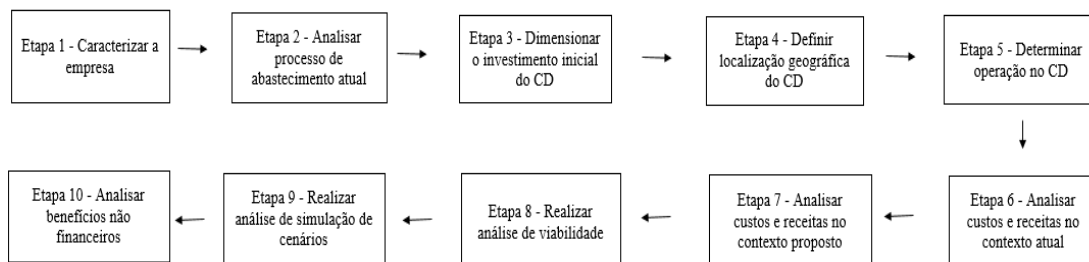 Etapa 1 - Caracterizar a
empresa
Etapa 2 - Analisar
processo de
abastecimento atual
Etapa 3 - Dimensionar
o investimento inicial
do CD
Etapa 4 - Definir
localização geográfica
do CD
Etapa 5 - Determinar
operação no CD
Etapa 6 - Analisar
custos e receitas no
contexto atual
Etapa 7 - Analisar
custos e receitas no
contexto proposto
Etapa 8 - Realizar
análise de viabilidade
Etapa 9 - Realizar
análise de simulação de
cenários
Etapa 10 - Analisar
benefícios não
financeiros